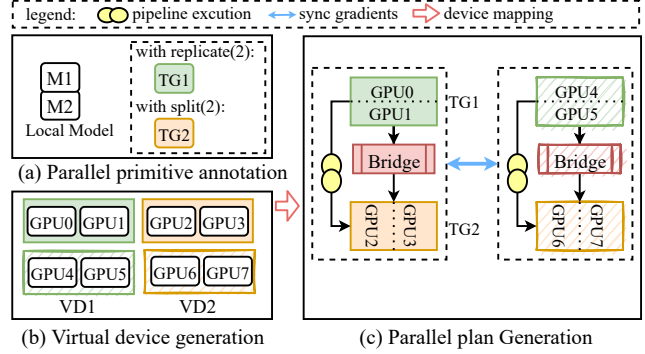 legend: pipeline excution sync gradients device mapping
M1
M2
Local Model
with replicate(2):
TG1
with split(2):
TG2
(a) Parallel primitive annotation
GPU0 GPU1 GPU2 GPU3
GPU4 GPU5 GPU6 GPU7
VD1 VD2
(b) Virtual device generation
GPU0
GPU1
TG1
Bridge
GPU2 GPU3
TG2
GPU4
GPU5
Bridge
GPU6 GPU7
(c) Parallel plan Generation